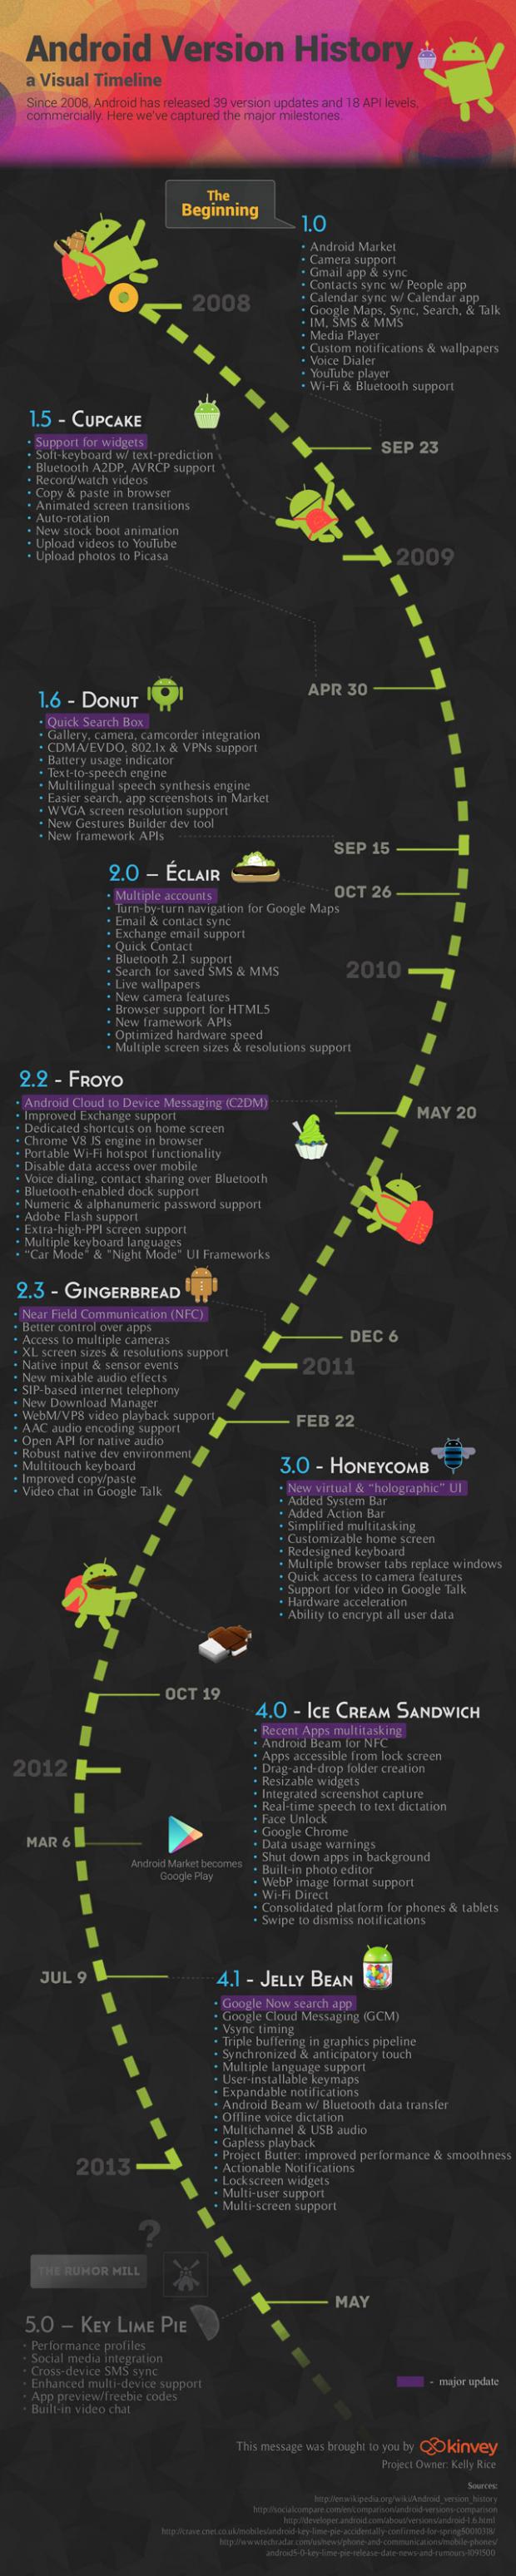 Android Version History
a Visual Timeline
Since 2008, Android has released 39 version updates and 18 API levels,
commercially. Here we've captured the major milestones.
The
Beginning
1.0
• Android Market
• Camera support
• Gmail app & sync
• Contacts sync w/ People app
• Calendar sync w/ Calendar app
• Google Maps, Sync, Search, & Talk
• IM, SMS & MMS
• Media Player
• Custom notifications & wallpapers
• Voice Dialer
• YouTube player
• Wi-Fi & Bluetooth support
2008
SEP 23
1.5 - CUPCAKE
• Support for widgets
• Soft-keyboard w/ text-prediction
• Bluetooth A2DP, AVRCP support
• Record/watch videos
• Copy & paste in browser
• Animated screen transitions
• Auto-rotation
• New stock boot animation
• Upload videos to YouTube
• Upload photos to Picasa
2009
APR 30
1.6 - DONUT
• Quick Search Box
• Gallery, camera, camcorder integration
• CDMA/EVDO, 802.1x & VPNs support
• Battery usage indicator
• Text-to-speech engine
• Multilingual speech synthesis engine
• Easier search, app screenshots in Market
• WVGA screen resolution support
• New Gestures Builder dev tool
• New framework APIs
SEP 15
2.0 – ÉCLAIR
OCT 26
• Multiple accounts
• Turn-by-turn navigation for Google Maps
• Email & contact sync
• Exchange email support
• Quick Contact
• Bluetooth 2.1 support
• Search for saved SMS & MMS
• Live wallpapers
• New camera features
• Browser support for HTML5
• New framework APIs
• Optimized hardware speed
• Multiple screen sizes & resolutions support
2010
2.2 - FROYO
• Android Cloud to Device Messaging (C2DM)
• Improved Exchange support
• Dedicated shortcuts on home screen
• Chrome V8 JS engine in browser
• Portable Wi-Fi hotspot functionality
• Disable data access over mobile
• Voice dialing, contact sharing over Bluetooth
• Bluetooth-enabled dock support
• Numeric & alphanumeric password support
• Adobe Flash support
• Extra-high-PPI screen support
• Multiple keyboard languages
• "Car Mode" & "Night Mode" UI Frameworks
MAY 20
2.3 - GINGERBREAD
• Near Field Communication (NFC)
• Better control over apps
• Access to multiple cameras
• XL screen sizes & resolutions support
• Native input & sensor events
• New mixable audio effects
• SIP-based internet telephony
• New Download Manager
• WebM/VP8 video playback support
• AAC audio encoding support
• Open API for native audio
• Robust native dev environment
• Multitouch keyboard
• Improved copy/paste
• Video chat in Google Talk
DEC 6
2011
FEB 22
3.0 - HONEYCOMB
• New virtual & "holographic" UI
• Added System Bar
• Added Action Bar
• Simplified multitasking
• Customizable home screen
• Redesigned keyboard
• Multiple browser tabs replace windows
• Quick access to camera features
• Support for video in Google Talk
• Hardware acceleration
• Ability to encrypt all user data
OCT 19
4.0 - ICE CREAM SANDWICH
• Recent Apps multitasking
• Android Beam for NFC
• Apps accessible from lock screen
• Drag-and-drop folder creation
• Resizable widgets
• Integrated screenshot capture
• Real-time speech to text dictation
• Face Unlock
• Google Chrome
• Data usage warnings
• Shut down apps in background
• Built-in photo editor
• WebP image format support
• Wi-Fi Direct
• Consolidated platform for phones & tablets
• Swipe to dismiss notifications
2012
MAR 6
Android Market becomes
Google Play
JUL 9
4.1 - JELLY BEAN
• Google Now search app
• Google Cloud Messaging (GCM)
• Vsync timing
• Triple buffering in graphics pipeline
• Synchronized & anticipatory touch
• Multiple language support
• User-installable keymaps
• Expandable notifications
• Android Beam w/ Bluetooth data transfer
• Offline voice dictation
• Multichannel & USB audio
• Gapless playback
• Project Butter: improved performance & smoothness
• Actionable Notifications
• Lockscreen widgets
• Multi-user support
• Multi-screen support
2013
?
THE RUMOR MILL
MAY
5.0 – KEY LIME PIE
• Performance profiles
• Social media integration
• Cross-device SMS sync
• Enhanced multi-device support
• App preview/freebie codes
• Built-in video chat
- major update
This message was brought to you by kinvey
Project Owner: Kelly Rice
Sources:
http://en.wikipedia.org/wiki/Android_version_history
http://socialcompare.com/en/comparison/android-versions-comparison
http://developer.android.com/about/versions/android-1.6.html
http://crave.cnet.co.uk/mobiles/android-key-lime-pie-accidentally-confirmed-for-spring-50010318/
http://www.techradar.com/us/news/phone-and-communications/mobile-phones/
android5-0-key-lime-pie-release-date-news-and-rumours-1091500